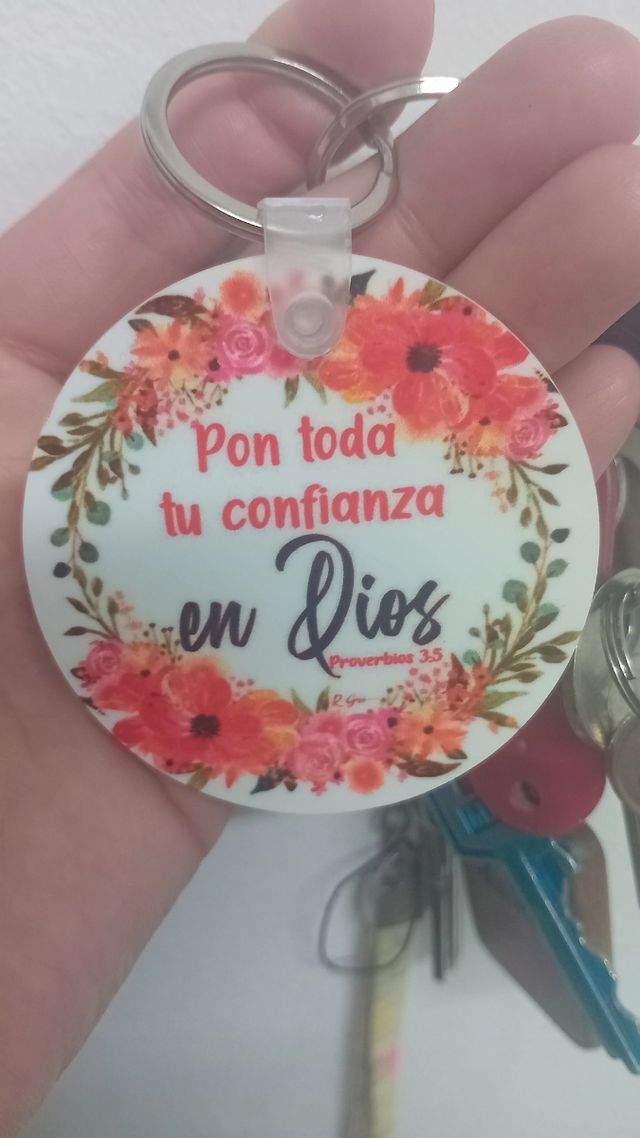 Pon toda
tu confianza
en Dios
Proverbios 3:5